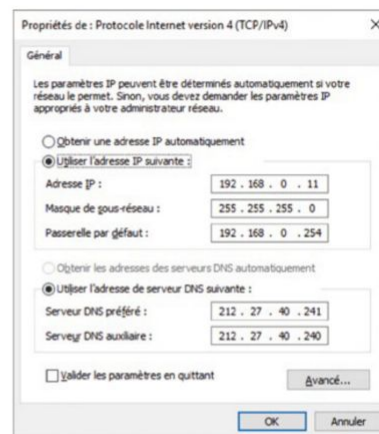 Propriétés de : Protocole Internet version 4 (TCP/IPv4)
Général
Les paramètres IP peuvent être déterminés automatiquement si votre
réseau le permet. Sinon, vous devez demander les paramètres IP
appropriés à votre administrateur réseau.
Obtenir une adresse IP automatiquement
Utiliser l'adresse IP suivante :
Adresse IP : 192 . 168 . 0 . 11
Masque de sous-réseau : 255 . 255 . 255 . 0
Passerelle par défaut : 192 . 168 . 0 . 254
Obtenir les adresses des serveurs DNS automatiquement
Utiliser l'adresse de serveur DNS suivante :
Serveur DNS préféré : 212 . 27 . 40 . 241
Serveur DNS auxiliaire : 212 . 27 . 40 . 240
Valider les paramètres en quittant
Avancé...
OK Annuler